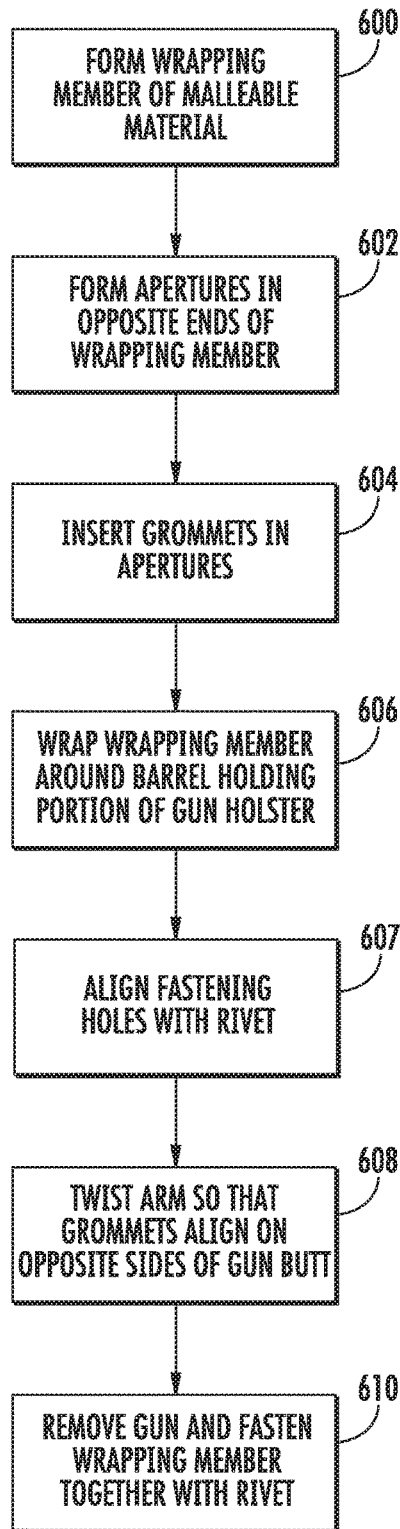 600
FORM WRAPPING
MEMBER OF MALLEABLE
MATERIAL
602
FORM APERTURES IN
OPPOSITE ENDS OF
WRAPPING MEMBER
604
INSERT GROMMETS IN
APERTURES
606
WRAP WRAPPING MEMBER
AROUND BARREL HOLDING
PORTION OF GUN HOLSTER
607
ALIGN FASTENING
HOLES WITH RIVET
608
TWIST ARM SO THAT
GROMMETS ALIGN ON
OPPOSITE SIDES OF GUN BUTT
610
REMOVE GUN AND FASTEN
WRAPPING MEMBER
TOGETHER WITH RIVET